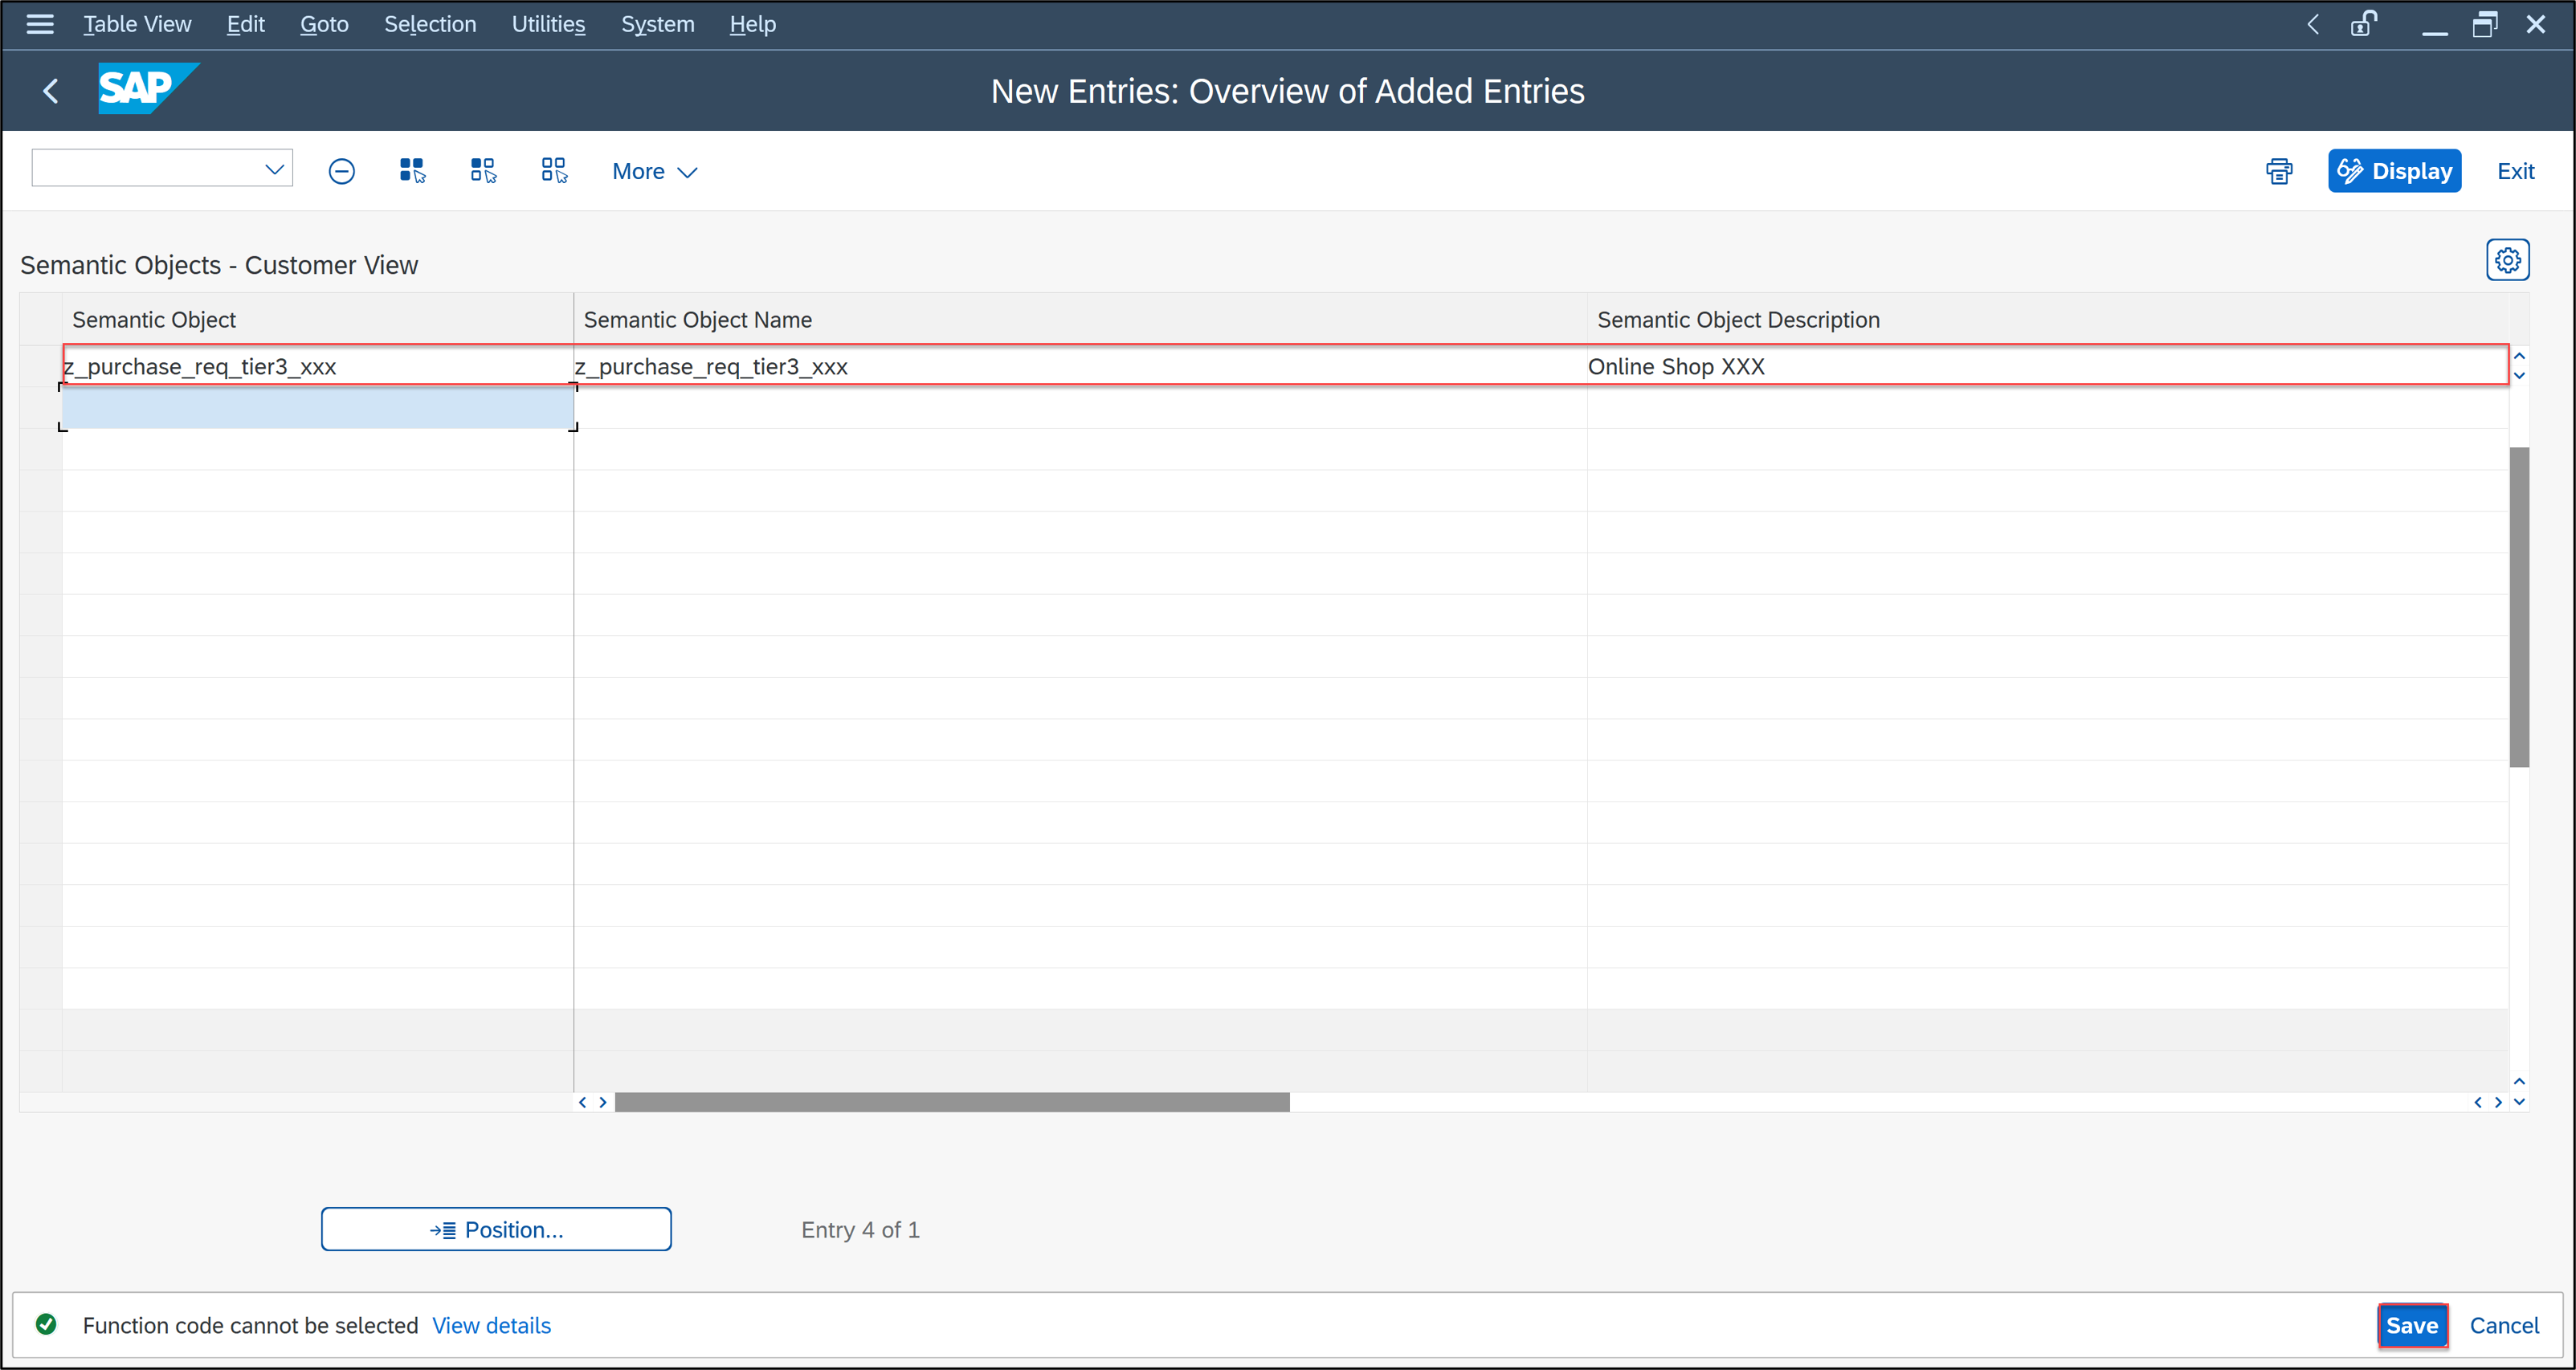 Table View Edit Goto Selection Utilities System Help
SAP New Entries: Overview of Added Entries
More Display Exit
Semantic Objects - Customer View
Semantic Object Semantic Object Name Semantic Object Description
z_purchase_req_tier3_xxx z_purchase_req_tier3_xxx Online Shop XXX
Position... Entry 4 of 1
Function code cannot be selected View details Save Cancel